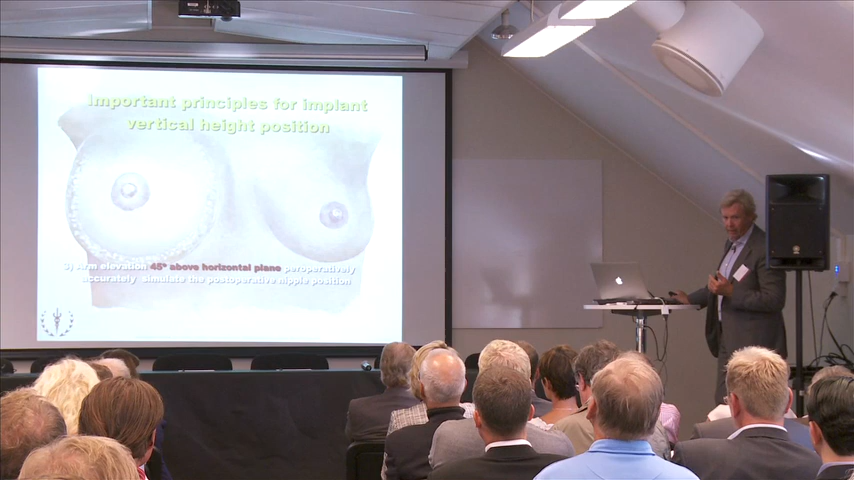 Important principles for implant
vertical height position
3) Arm elevation 45° above horizontal plane peroperatively
accurately simulate the postoperative nipple position